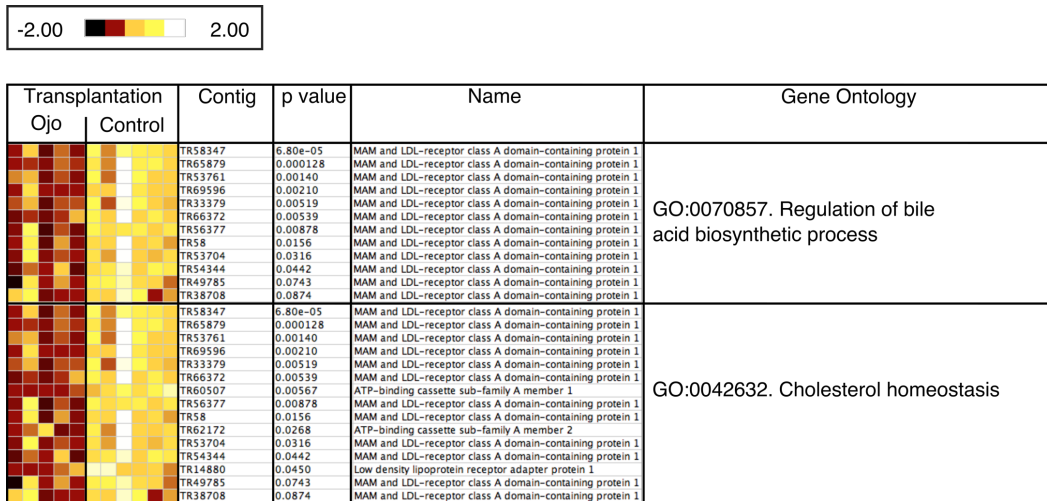 -2.00 2.00
Transplantation Contig p value Name Gene Ontology
Ojo Control
TR58347 6.80e-05 MAM and LDL-receptor class A domain-containing protein 1
TR65879 0.000128 MAM and LDL-receptor class A domain-containing protein 1
TR53761 0.00140 MAM and LDL-receptor class A domain-containing protein 1
TR69596 0.00210 MAM and LDL-receptor class A domain-containing protein 1
TR33379 0.00519 MAM and LDL-receptor class A domain-containing protein 1
TR66372 0.00539 MAM and LDL-receptor class A domain-containing protein 1
TR56377 0.00878 MAM and LDL-receptor class A domain-containing protein 1
TR58 0.0156 MAM and LDL-receptor class A domain-containing protein 1
TR53704 0.0316 MAM and LDL-receptor class A domain-containing protein 1
TR54344 0.0442 MAM and LDL-receptor class A domain-containing protein 1
TR49785 0.0743 MAM and LDL-receptor class A domain-containing protein 1
TR38708 0.0874 MAM and LDL-receptor class A domain-containing protein 1
GO:0070857. Regulation of bile
acid biosynthetic process
TR58347 6.80e-05 MAM and LDL-receptor class A domain-containing protein 1
TR65879 0.000128 MAM and LDL-receptor class A domain-containing protein 1
TR53761 0.00140 MAM and LDL-receptor class A domain-containing protein 1
TR69596 0.00210 MAM and LDL-receptor class A domain-containing protein 1
TR33379 0.00519 MAM and LDL-receptor class A domain-containing protein 1
TR66372 0.00539 MAM and LDL-receptor class A domain-containing protein 1
TR60507 0.00567 ATP-binding cassette sub-family A member 1
TR56377 0.00878 MAM and LDL-receptor class A domain-containing protein 1
TR58 0.0156 MAM and LDL-receptor class A domain-containing protein 1
TR62172 0.0268 ATP-binding cassette sub-family A member 2
TR53704 0.0316 MAM and LDL-receptor class A domain-containing protein 1
TR54344 0.0442 MAM and LDL-receptor class A domain-containing protein 1
TR14880 0.0450 Low density lipoprotein receptor adapter protein 1
TR49785 0.0743 MAM and LDL-receptor class A domain-containing protein 1
TR38708 0.0874 MAM and LDL-receptor class A domain-containing protein 1
GO:0042632. Cholesterol homeostasis